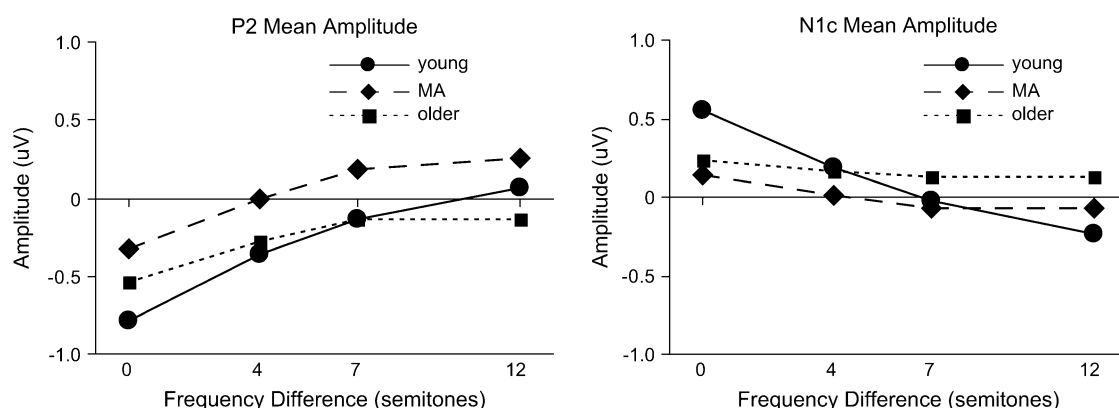 P2 Mean Amplitude
1.0
0.5
0
-0.5
-1.0
Amplitude (uV)
young
MA
older
0 4 7 12
Frequency Difference (semitones)
N1c Mean Amplitude
1.0
0.5
0
-0.5
-1.0
Amplitude (uV)
young
MA
older
0 4 7 12
Frequency Difference (semitones)